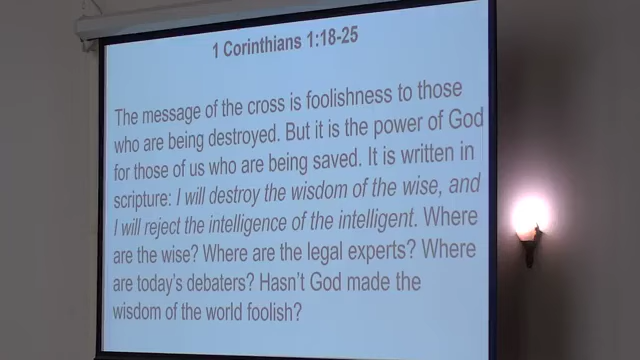 1 Corinthians 1:18-25
The message of the cross is foolishness to those
who are being destroyed. But it is the power of God
for those of us who are being saved. It is written in
scripture: I will destroy the wisdom of the wise, and
I will reject the intelligence of the intelligent. Where
are the wise? Where are the legal experts? Where
are today's debaters? Hasn't God made the
wisdom of the world foolish?